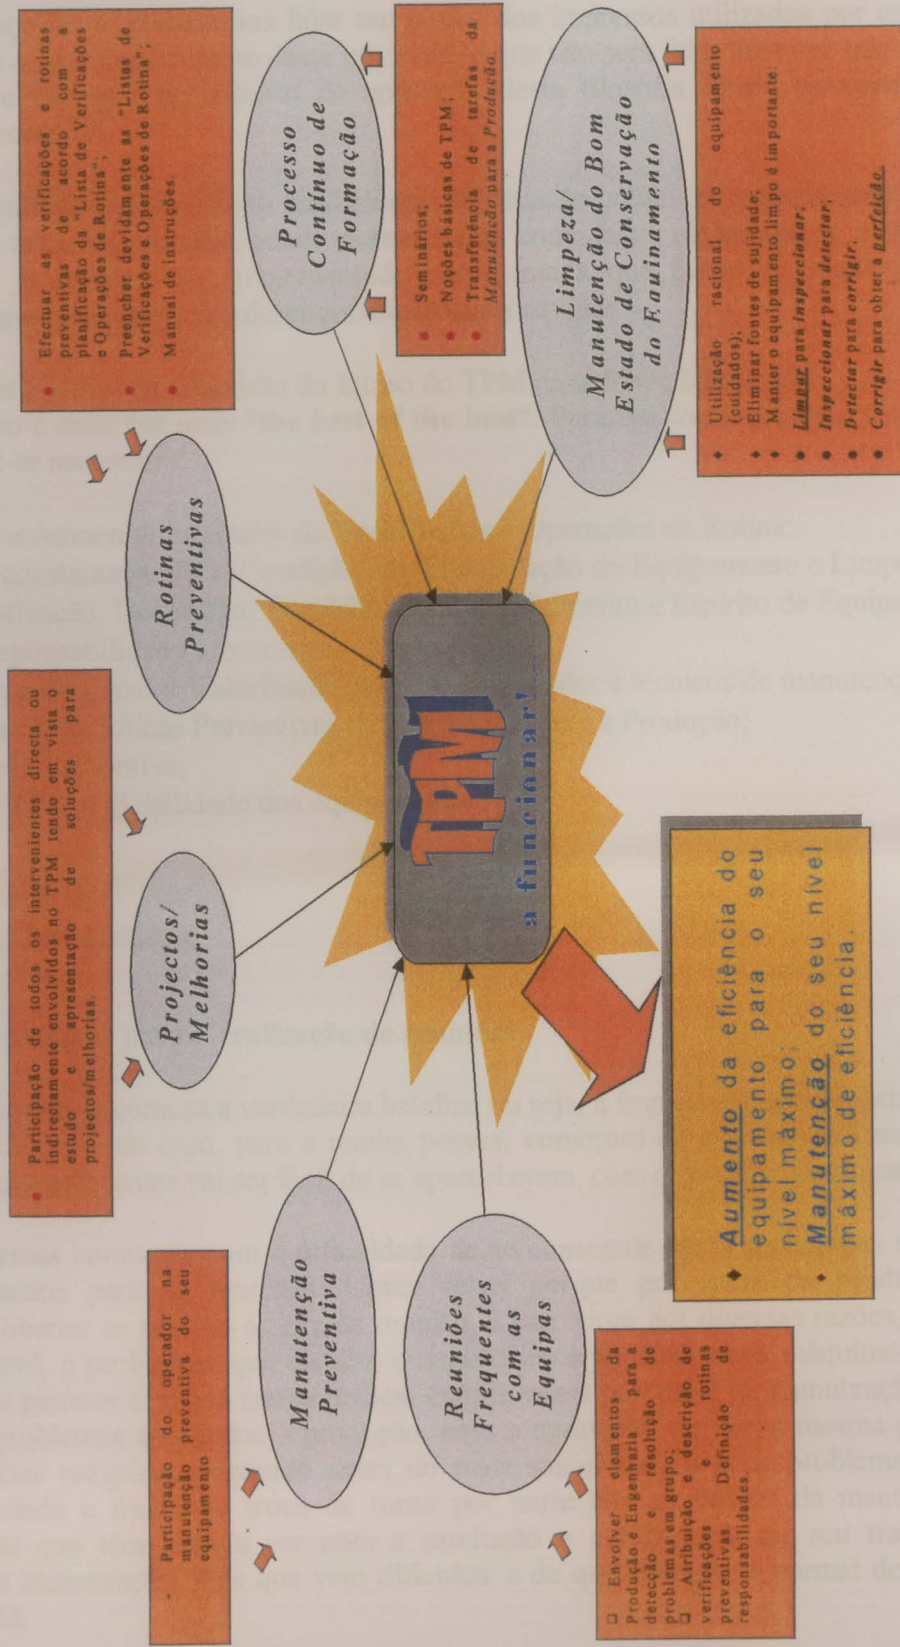 • Participação do operador na
manutenção preventiva do seu
equipamento
Manutenção
Preventiva
Reuniões
Frequentes
com as
Equipas
❑ Envolver elementos da
Produção e Engenharia para a
detecção e resolução de
problemas em grupo;
❑ Atribuição e descrição de
verificações e rotinas
preventivas. Definição de
responsabilidades.
• Participação de todos os intervenientes directa ou
indirectamente envolvidos no TPM tendo em vista o
estudo e apresentação de soluções para
projectos/melhorias.
Projectos/
Melhorias
Rotinas
Preventivas
• Efectuar as verificações e rotinas
preventivas de acordo com a
planificação da "Lista de Verificações
e Operações de Rotina";
• Preencher devidamente as "Listas de
Verificações e Operações de Rotina";
• Manual de instruções.
Processo
Contínuo de
Formação
• Seminários;
• Noções básicas de TPM;
• Transferência de tarefas da
Manutenção para a Produção.
Limpeza/
Manutenção do Bom
Estado de Conservação
do Equinamento
♦ Utilização racional do equipamento
(cuidados);
♦ Eliminar fontes de sujidade;
♦ Manter o equipamento limpo é importante:
● Limpar para inspeccionar;
● Inspeccionar para detectar;
● Detectar para corrigir;
● Corrigir para obter a perfeição.
TPM
a funcionar!...
♦ Aumento da eficiência do
equipamento para o seu
nível máximo;
♦ Manutenção do seu nível
máximo de eficiência.